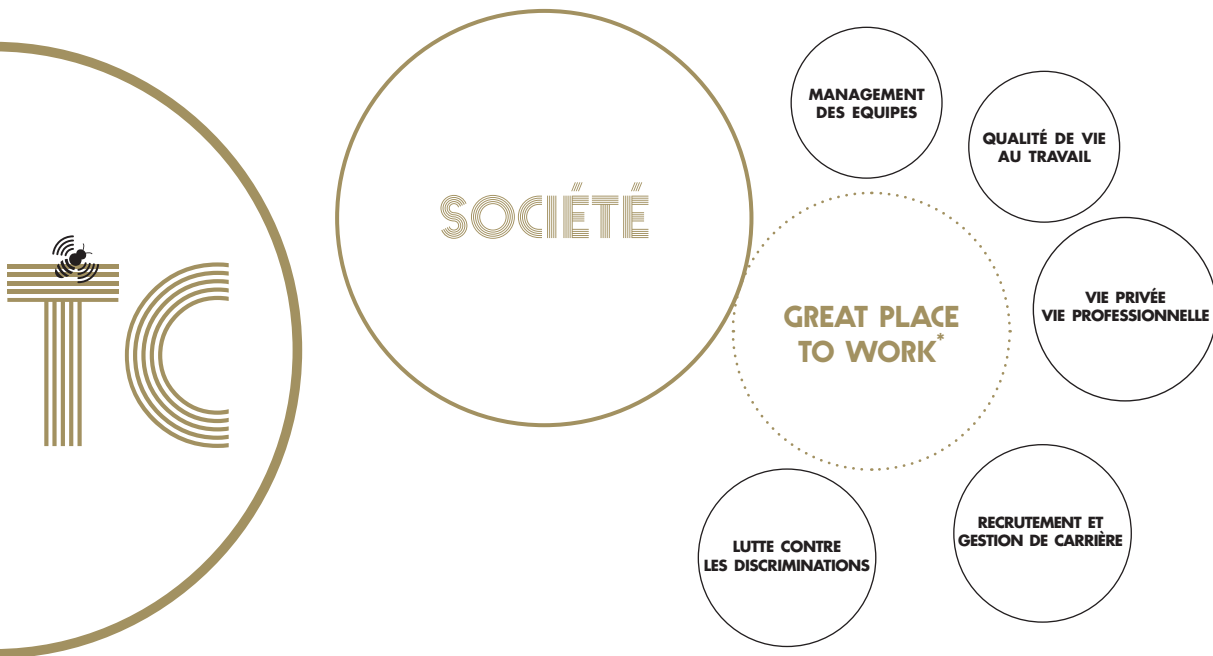 TC
SOCIÉTÉ
MANAGEMENT
DES EQUIPES
QUALITÉ DE VIE
AU TRAVAIL
VIE PRIVÉE
VIE PROFESSIONNELLE
GREAT PLACE
TO WORK*
RECRUTEMENT ET
GESTION DE CARRIÈRE
LUTTE CONTRE
LES DISCRIMINATIONS